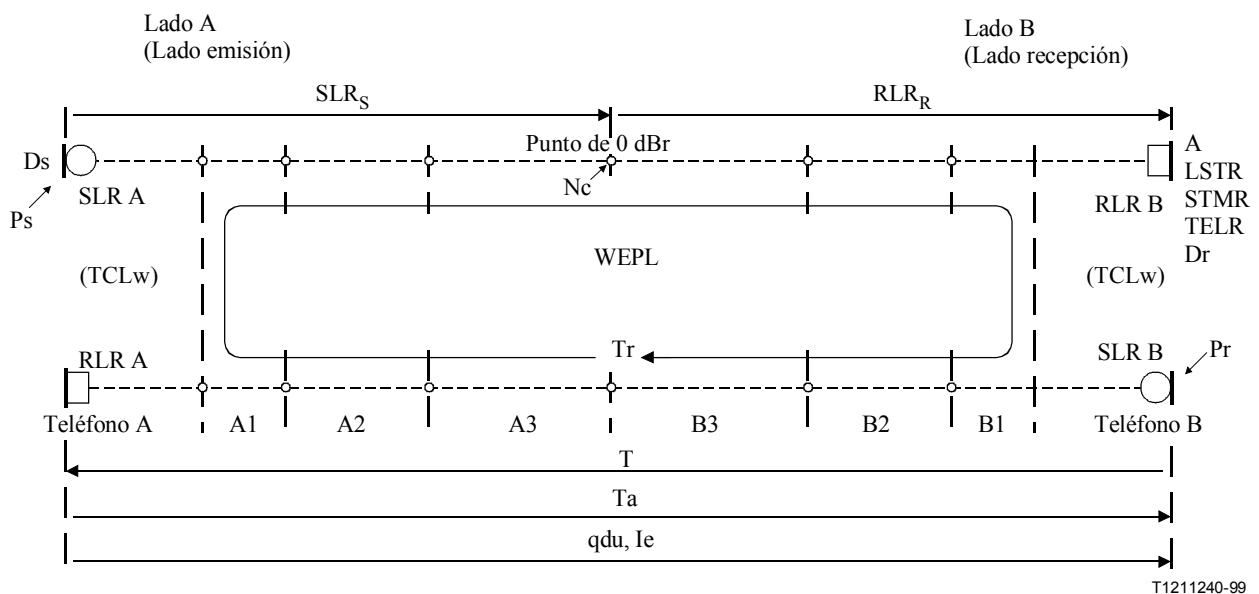 Lado A
(Lado emisión)
Lado B
(Lado recepción)
SLR_S
RLR_R
Punto de 0 dBr
Nc
Ds
Ps
SLR A
RLR B
A
LSTR
STMR
TELR
Dr
WEPL
(TCLw)
(TCLw)
RLR A
Tr
SLR B
Pr
Teléfono A
A1
A2
A3
B3
B2
B1
Teléfono B
T
Ta
qdu, Ie
T1211240-99